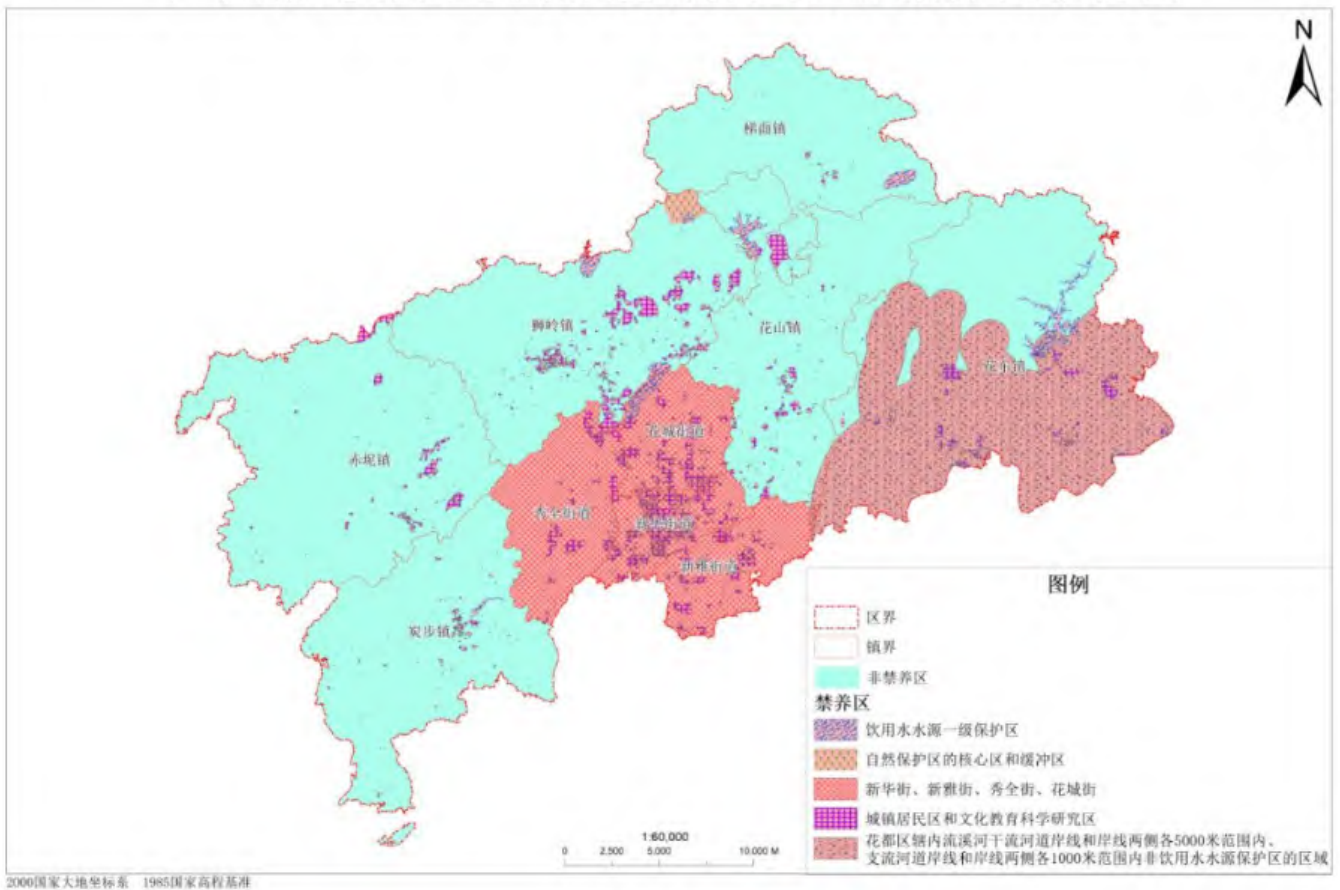 N
梯面镇
狮岭镇
花山镇
花东镇
花城街道
赤坭镇
秀全街道
新华街道
新雅街道
炭步镇
图例
区界
镇界
非禁养区
禁养区
饮用水水源一级保护区
自然保护区的核心区和缓冲区
新华街、新雅街、秀全街、花城街
城镇居民区和文化教育科学研究区
花都区辖内流溪河干流河道岸线和岸线两侧各5000米范围内、
支流河道岸线和岸线两侧各1000米范围内非饮用水水源保护区的区域
1:60,000
0 2,500 5,000 10,000 M
2000国家大地坐标系 1985国家高程基准